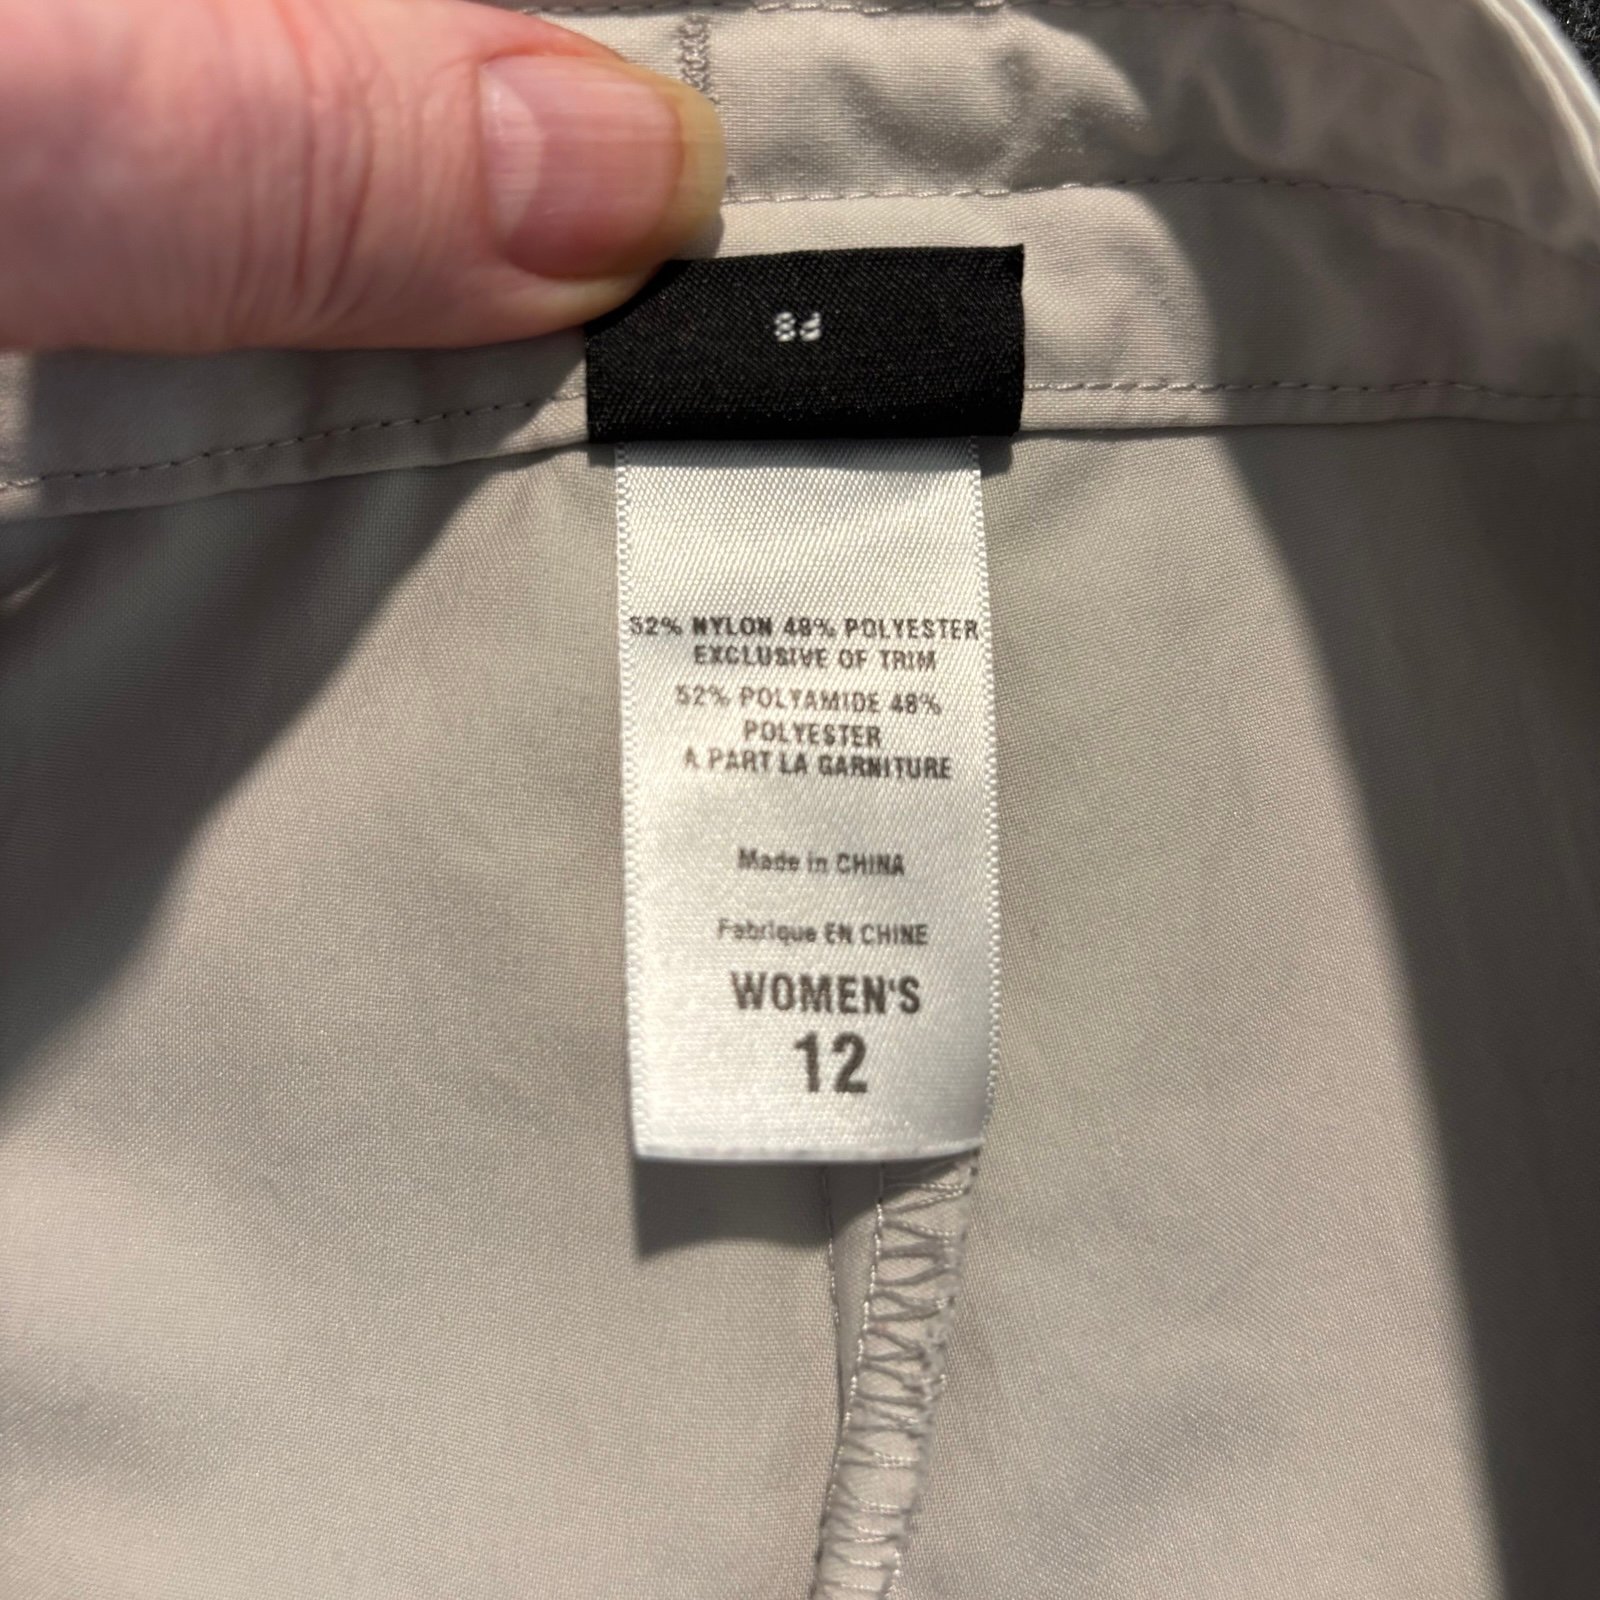 P8
52% NYLON 48% POLYESTER
EXCLUSIVE OF TRIM
52% POLYAMIDE 48%
POLYESTER
A PART LA GARNITURE
Made in CHINA
Fabrique EN CHINE
WOMEN'S
12